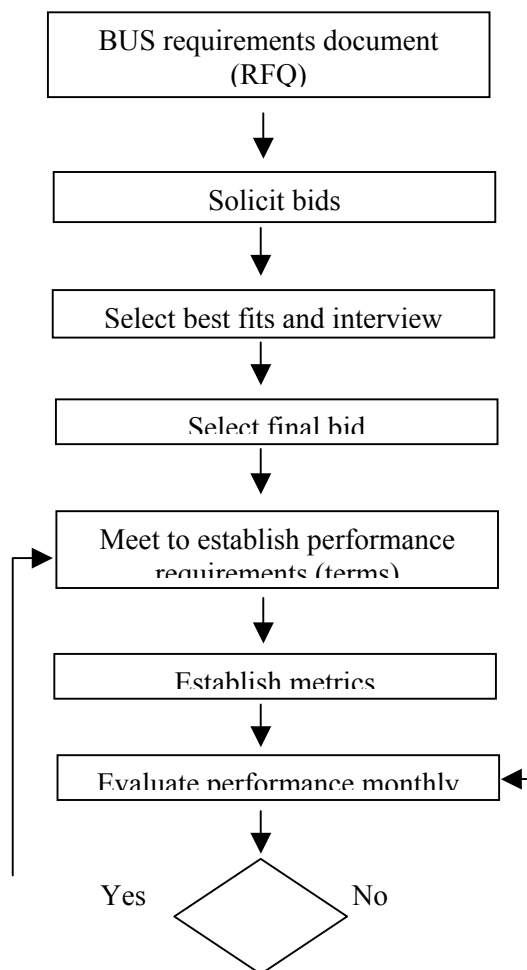 BUS requirements document
(RFQ)
Solicit bids
Select best fits and interview
Select final bid
Meet to establish performance
requirements (terms)
Establish metrics
Evaluate performance monthly
Yes No